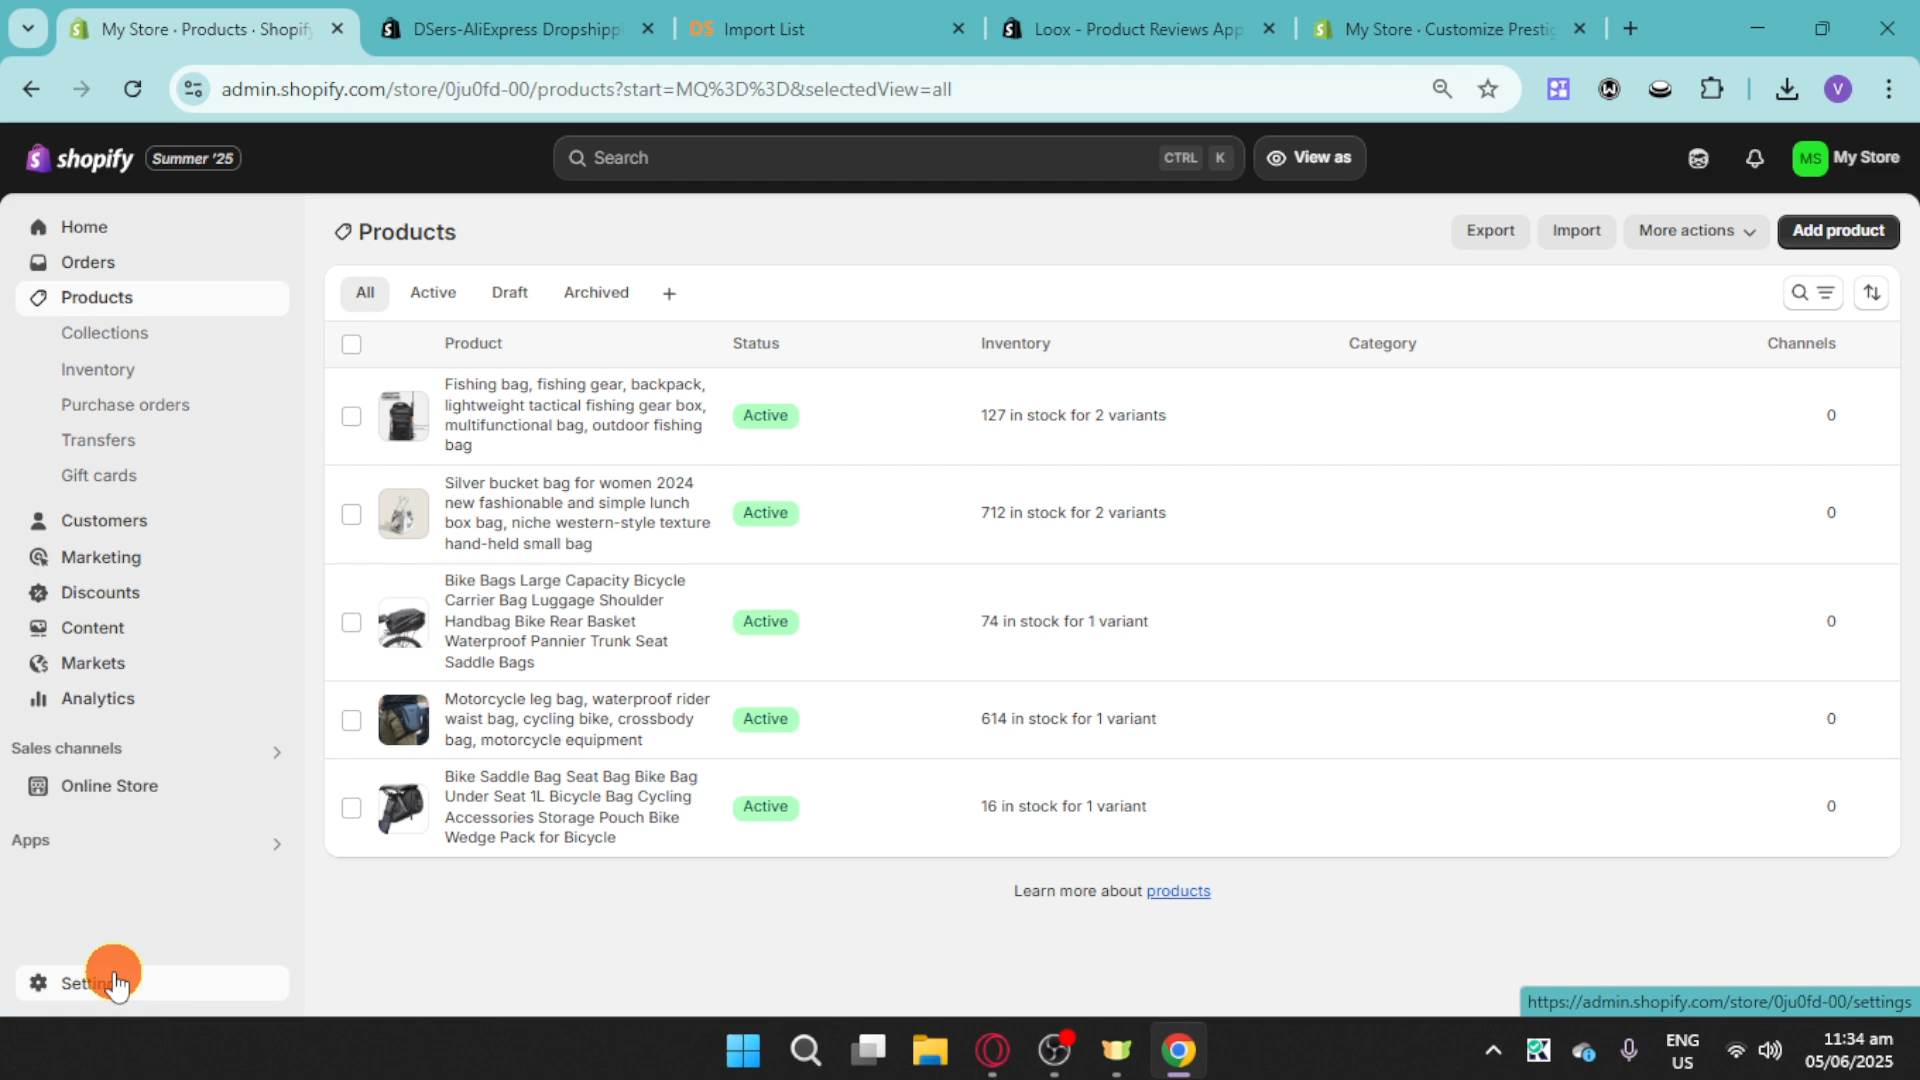 My Store · Products · Shopify
DSers-AliExpress Dropshippi
DS Import List
Loox - Product Reviews App
My Store · Customize Prestig
admin.shopify.com/store/0ju0fd-00/products?start=MQ%3D%3D&selectedView=all
V
shopify
Summer '25
Search
CTRL K
View as
MS
My Store
Home
Orders
Products
Collections
Inventory
Purchase orders
Transfers
Gift cards
Customers
Marketing
Discounts
Content
Markets
Analytics
Sales channels
Online Store
Apps
Settings
Products
Export
Import
More actions
Add product
All
Active
Draft
Archived
Product
Status
Inventory
Category
Channels
Fishing bag, fishing gear, backpack,
lightweight tactical fishing gear box,
multifunctional bag, outdoor fishing
bag
Active
127 in stock for 2 variants
0
Silver bucket bag for women 2024
new fashionable and simple lunch
box bag, niche western-style texture
hand-held small bag
Active
712 in stock for 2 variants
0
Bike Bags Large Capacity Bicycle
Carrier Bag Luggage Shoulder
Handbag Bike Rear Basket
Waterproof Pannier Trunk Seat
Saddle Bags
Active
74 in stock for 1 variant
0
Motorcycle leg bag, waterproof rider
waist bag, cycling bike, crossbody
bag, motorcycle equipment
Active
614 in stock for 1 variant
0
Bike Saddle Bag Seat Bag Bike Bag
Under Seat 1L Bicycle Bag Cycling
Accessories Storage Pouch Bike
Wedge Pack for Bicycle
Active
16 in stock for 1 variant
0
Learn more about products
https://admin.shopify.com/store/0ju0fd-00/settings
ENG
US
11:34 am
05/06/2025